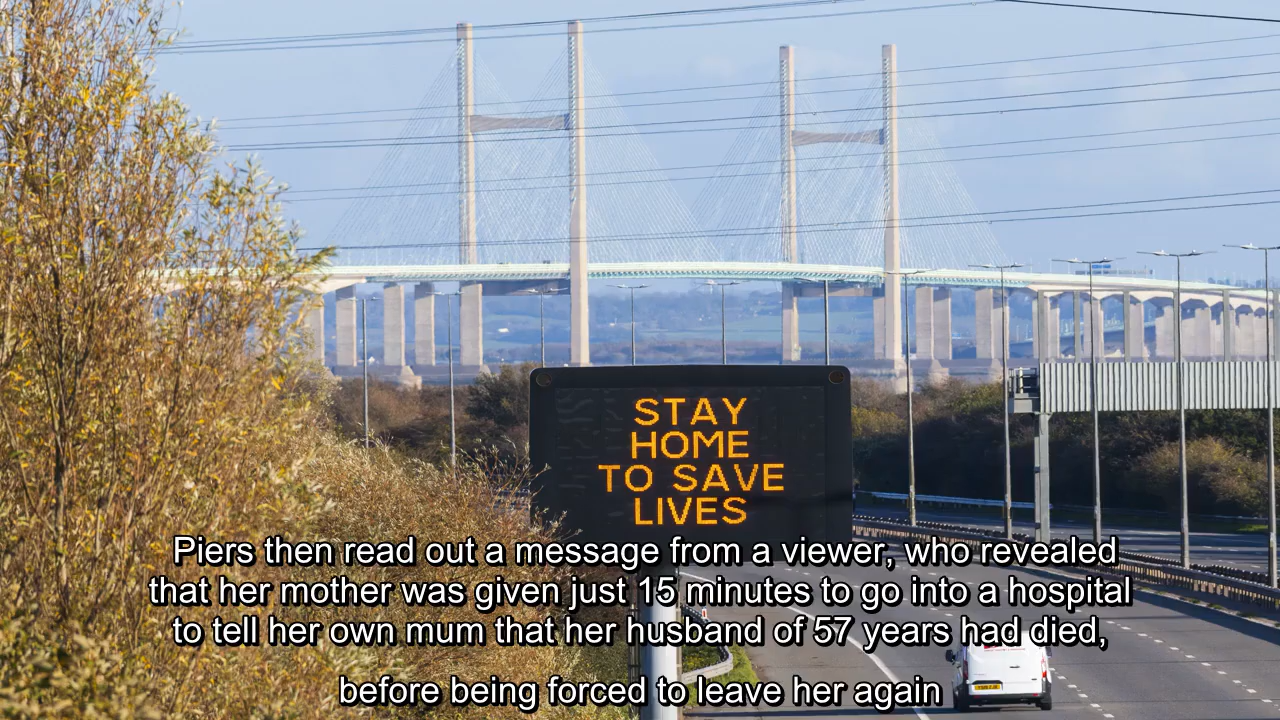 STAY
HOME
TO SAVE
LIVES
Piers then read out a message from a viewer, who revealed
that her mother was given just 15 minutes to go into a hospital
to tell her own mum that her husband of 57 years had died,
before being forced to leave her again